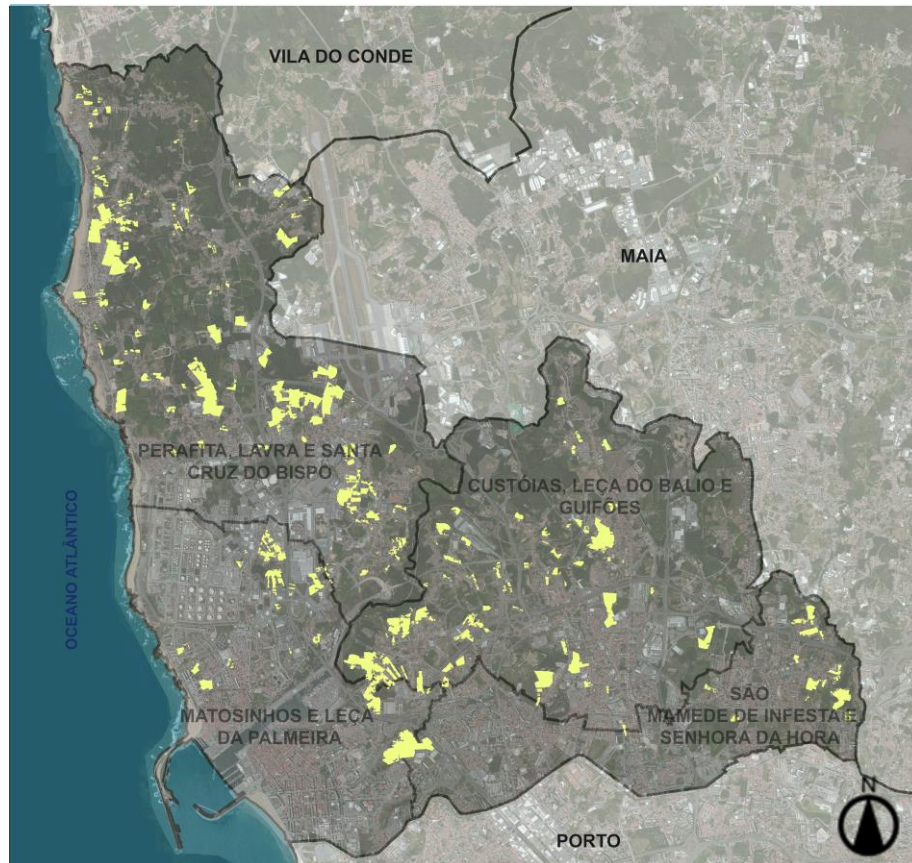 VILA DO CONDE
MAIA
PERAFITA, LAVRA E SANTA
CRUZ DO BISPO
CUSTÓIAS, LEÇA DO BALIO E
GUIFÕES
OCEANO ATLÂNTICO
SÃO
MAMEDE DE INFESTA E
SENHORA DA HORA
MATOSINHOS E LEÇA
DA PALMEIRA
PORTO
N